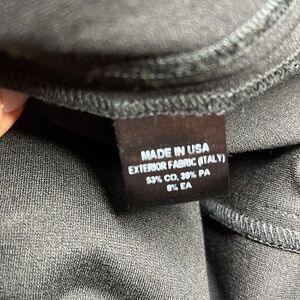 MADE IN USA
EXTERIOR FABRIC (ITALY)
53% CO, 39% PA
8% EA